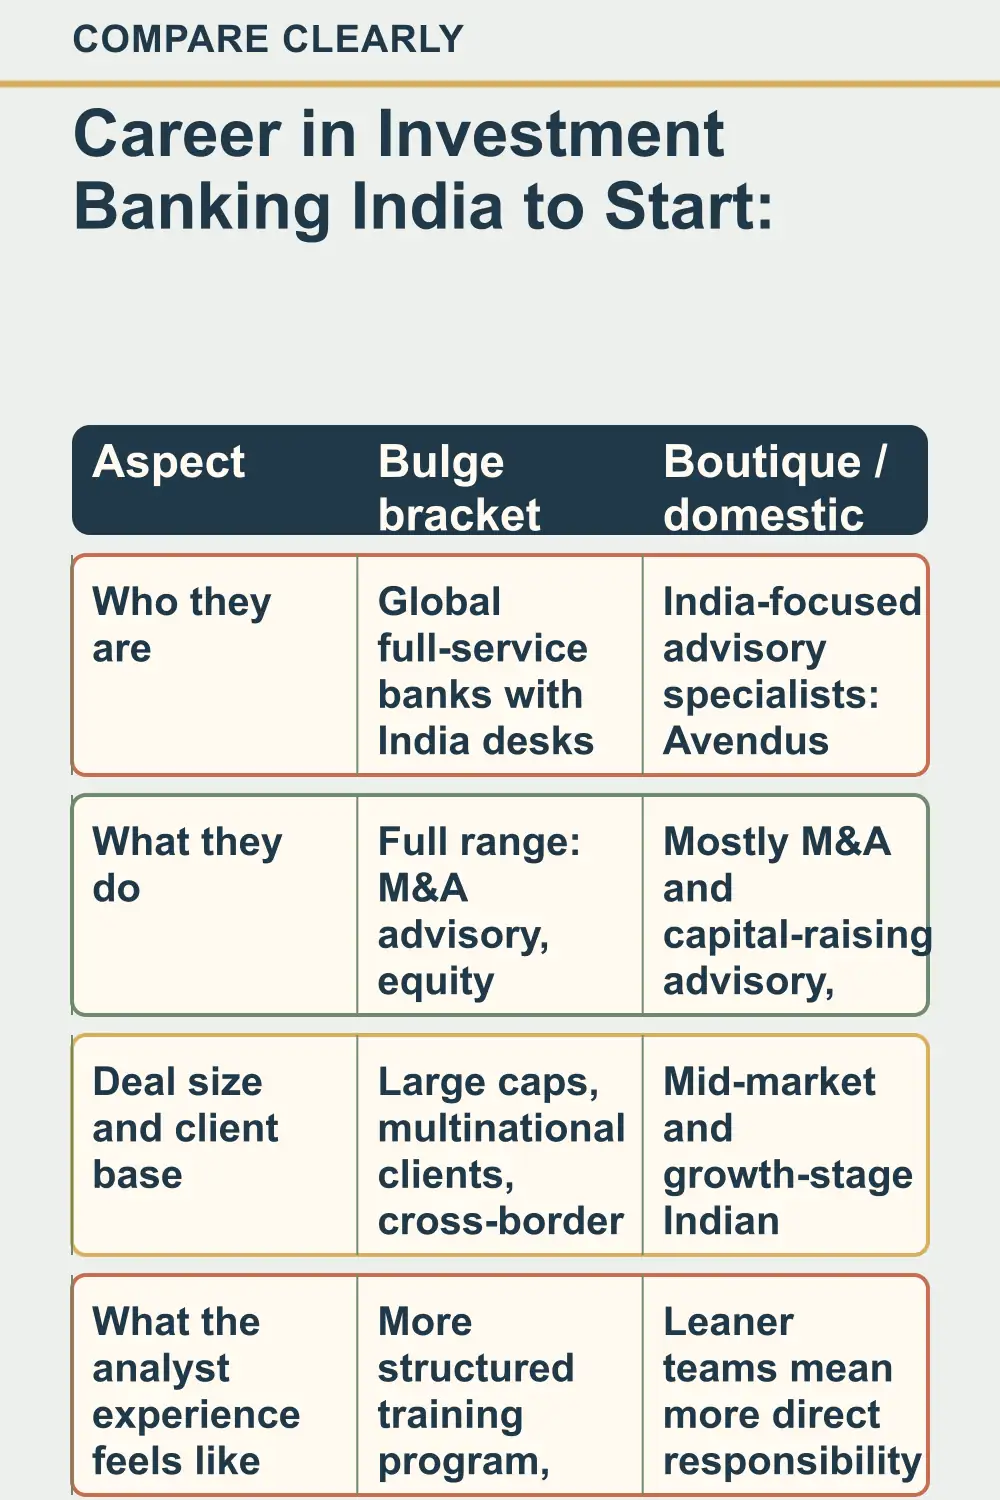 COMPARE CLEARLY
Career in Investment
Banking India to Start:
Aspect
Bulge
bracket
Boutique /
domestic
Who they
are
Global
full-service
banks with
India desks
India-focused
advisory
specialists:
Avendus
What they
do
Full range:
M&A
advisory,
equity
Mostly M&A
and
capital-raising
advisory,
Deal size
and client
base
Large caps,
multinational
clients,
cross-border
Mid-market
and
growth-stage
Indian
What the
analyst
experience
feels like
More
structured
training
program,
Leaner
teams mean
more direct
responsibility